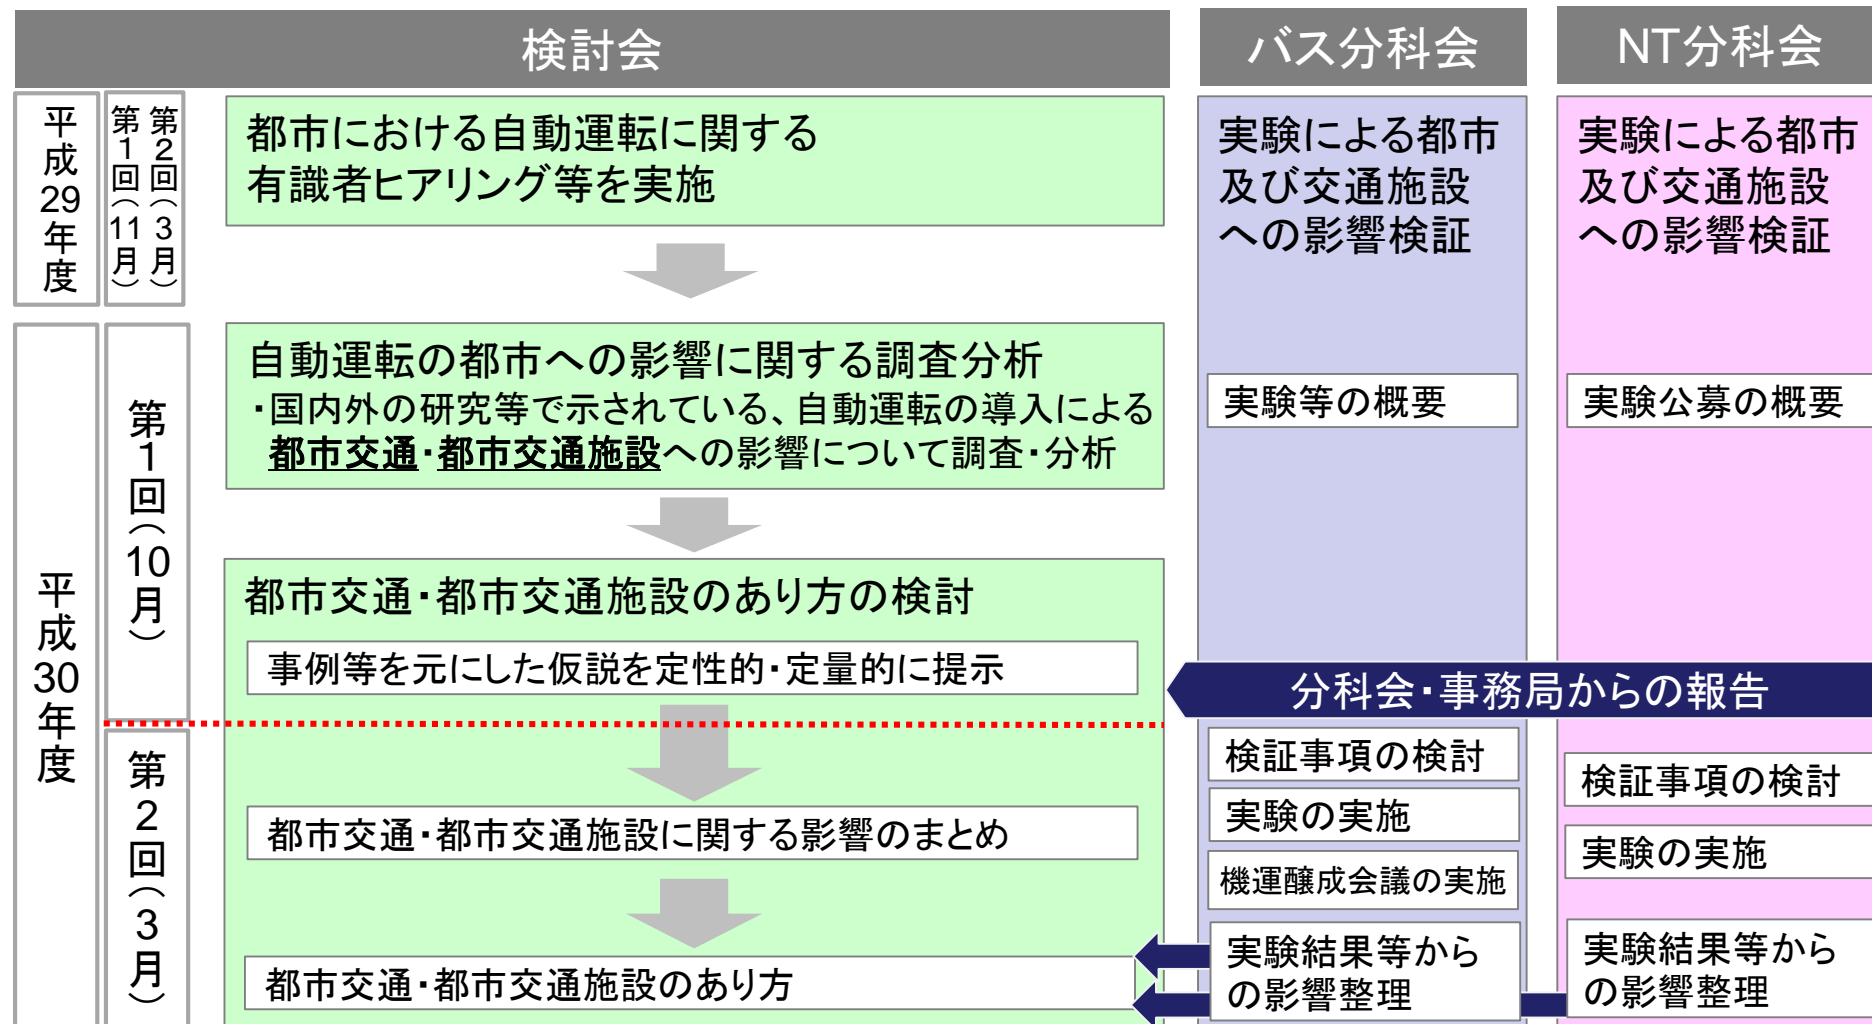 検討会
バス分科会
NT分科会
平成29年度
第1回（11月）
第2回（3月）
都市における自動運転に関する
有識者ヒアリング等を実施
実験による都市
及び交通施設
への影響検証
実験による都市
及び交通施設
への影響検証
平成30年度
第1回（10月）
自動運転の都市への影響に関する調査分析
・国内外の研究等で示されている、自動運転の導入による
都市交通・都市交通施設への影響について調査・分析
実験等の概要
実験公募の概要
都市交通・都市交通施設のあり方の検討
事例等を元にした仮説を定性的・定量的に提示
分科会・事務局からの報告
第2回（3月）
都市交通・都市交通施設に関する影響のまとめ
都市交通・都市交通施設のあり方
検証事項の検討
実験の実施
機運醸成会議の実施
実験結果等から
の影響整理
検証事項の検討
実験の実施
実験結果等から
の影響整理